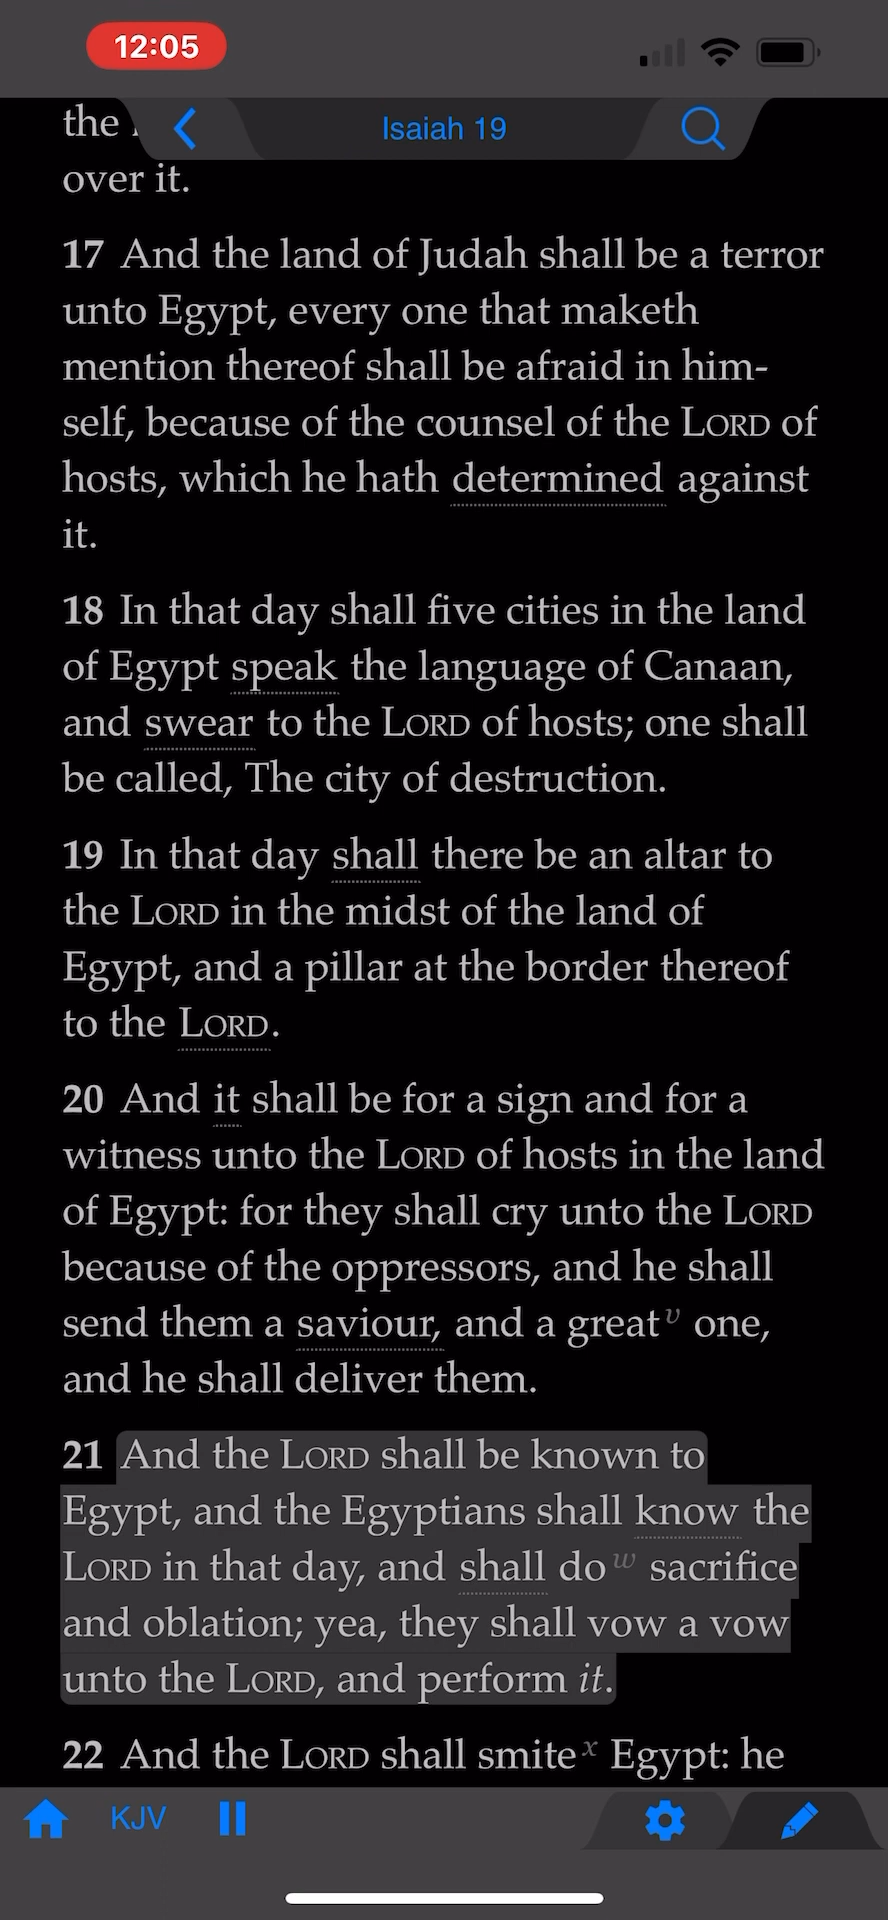 12:05
Isaiah 19
the
over it.
17 And the land of Judah shall be a terror
unto Egypt, every one that maketh
mention thereof shall be afraid in him-
self, because of the counsel of the LORD of
hosts, which he hath determined against
it.
18 In that day shall five cities in the land
of Egypt speak the language of Canaan,
and swear to the LORD of hosts; one shall
be called, The city of destruction.
19 In that day shall there be an altar to
the LORD in the midst of the land of
Egypt, and a pillar at the border thereof
to the LORD.
20 And it shall be for a sign and for a
witness unto the LORD of hosts in the land
of Egypt: for they shall cry unto the LORD
because of the oppressors, and he shall
send them a saviour, and a great v one,
and he shall deliver them.
21 And the LORD shall be known to
Egypt, and the Egyptians shall know the
LORD in that day, and shall do w sacrifice
and oblation; yea, they shall vow a vow
unto the LORD, and perform it.
22 And the LORD shall smite x Egypt: he
KJV